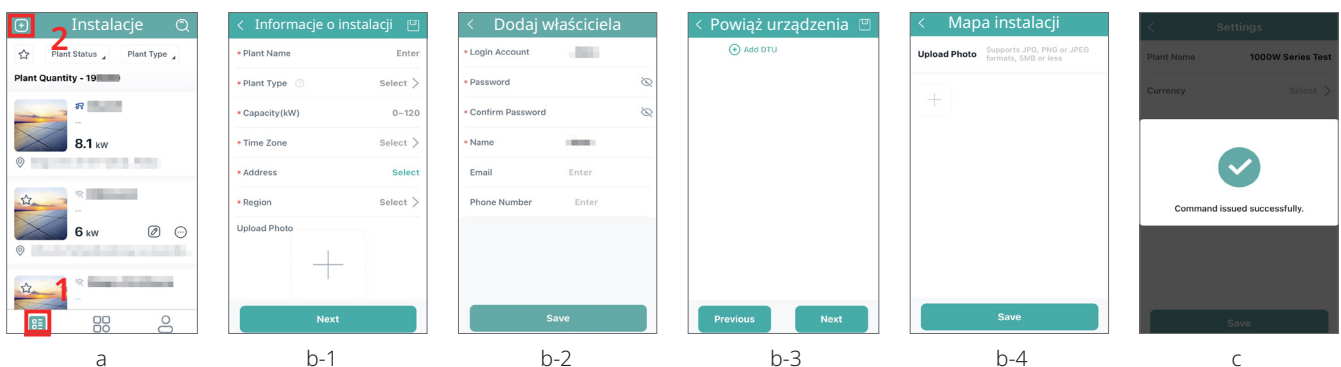 Instalacje
2
Plant Status
Plant Type
Plant Quantity - 19
--
8.1 kW
--
6 kW
1
--
a
< Informacje o instalacji
* Plant Name Enter
* Plant Type Select >
* Capacity(kW) 0~120
* Time Zone Select >
* Address Select
* Region Select >
Upload Photo
Next
b-1
< Dodaj właściciela
* Login Account
* Password
* Confirm Password
* Name
Email Enter
Phone Number Enter
Save
b-2
< Powiąż urządzenia
Add DTU
Previous Next
b-3
< Mapa instalacji
Upload Photo Supports JPG, PNG or JPEG
formats, 5MB or less
Save
b-4
< Settings
Plant Name 1000W Series Test
Currency Select >
Command issued successfully.
Save
c